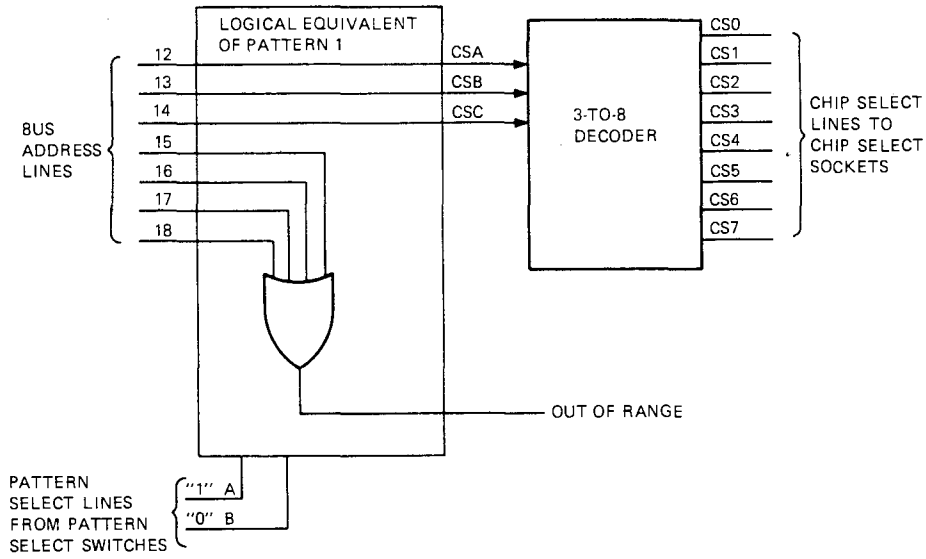 LOGICAL EQUIVALENT
OF PATTERN 1
BUS
ADDRESS
LINES
12
13
14
15
16
17
18
CSA
CSB
CSC
3-TO-8
DECODER
CS0
CS1
CS2
CS3
CS4
CS5
CS6
CS7
CHIP SELECT
LINES TO
CHIP SELECT
SOCKETS
OUT OF RANGE
PATTERN
SELECT LINES
FROM PATTERN
SELECT SWITCHES
"1" A
"0" B